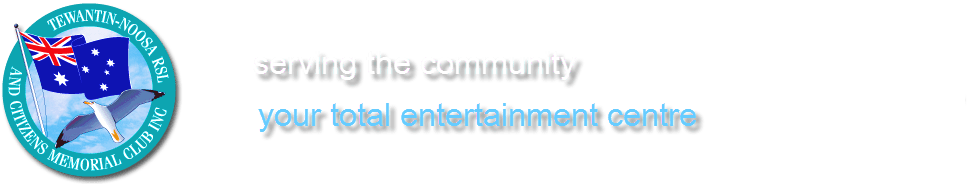 TEWANTIN-NOOSA RSL
AND CITIZENS MEMORIAL CLUB INC
serving the community
your total entertainment centre